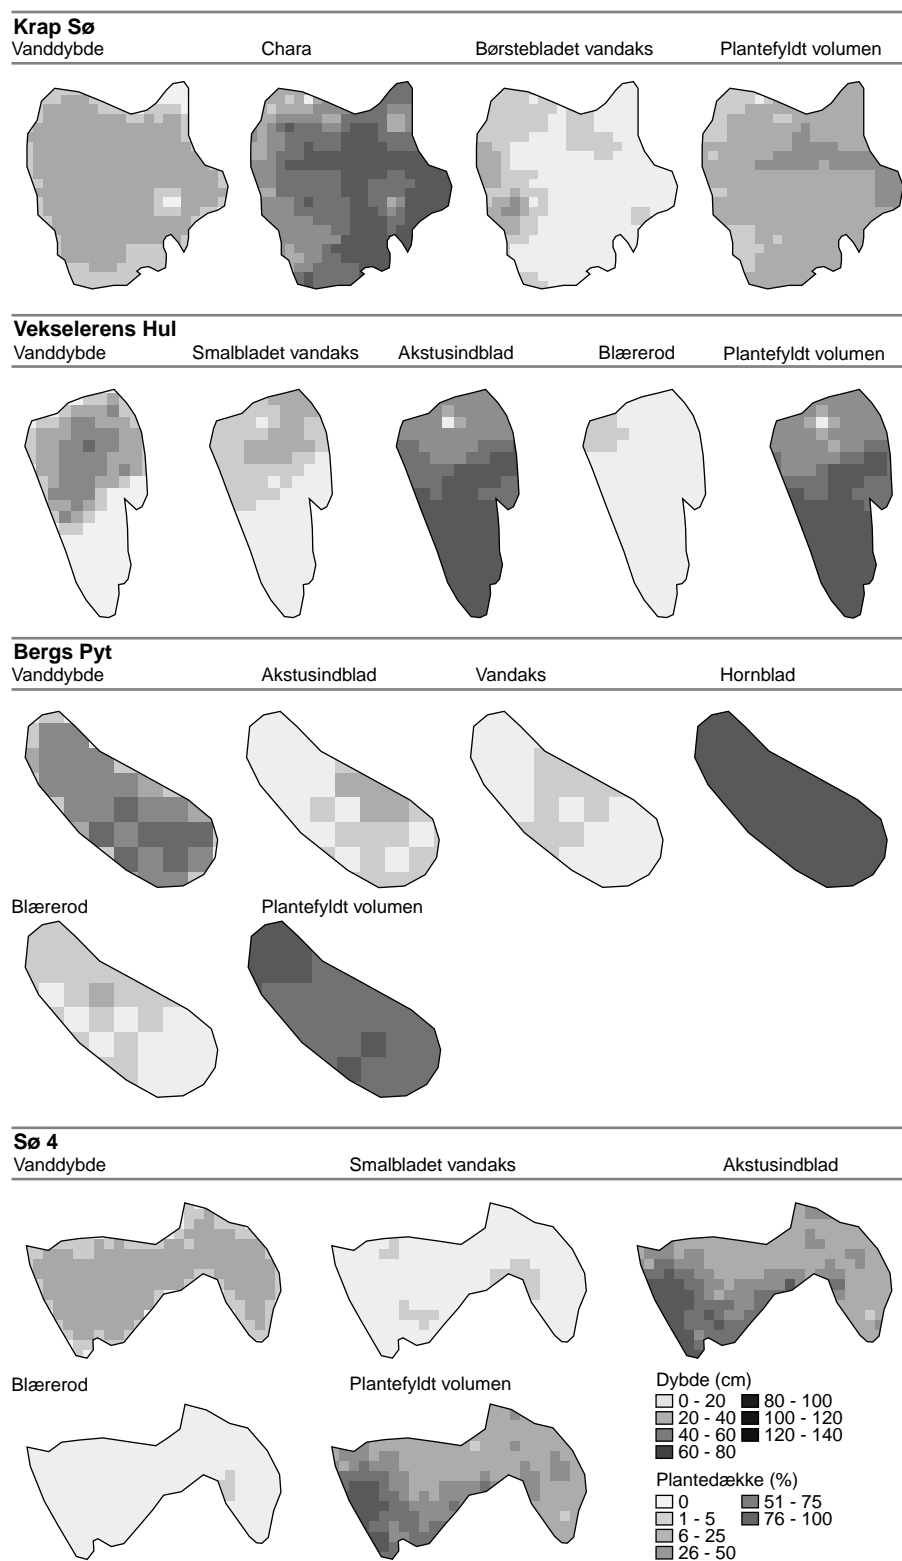 Krap Sø
Vanddybde Chara Børstebladet vandaks Plantefyldt volumen
Vekselerens Hul
Vanddybde Smalbladet vandaks Akstusindblad Blærerod Plantefyldt volumen
Bergs Pyt
Vanddybde Akstusindblad Vandaks Hornblad
Blærerod Plantefyldt volumen
Sø 4
Vanddybde Smalbladet vandaks Akstusindblad
Blærerod Plantefyldt volumen
Dybde (cm)
0 - 20 80 - 100
20 - 40 100 - 120
40 - 60 120 - 140
60 - 80
Plantedække (%)
0 51 - 75
1 - 5 76 - 100
6 - 25
26 - 50